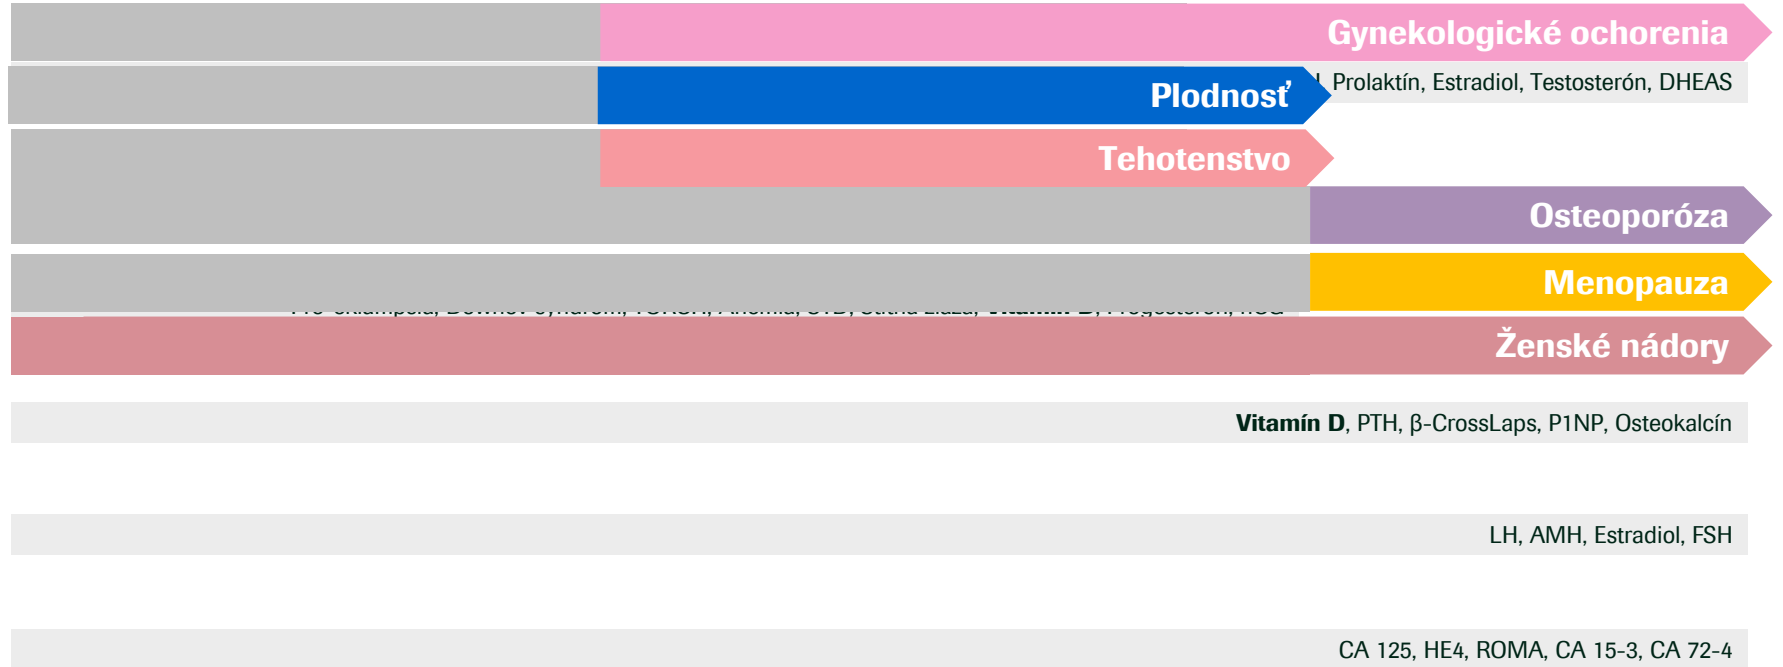 Gynekologické ochorenia
Prolaktín, Estradiol, Testosterón, DHEAS
Plodnosť
Tehotenstvo
Osteoporóza
Menopauza
Ženské nádory
Vitamín D, PTH, β-CrossLaps, P1NP, Osteokalcín
LH, AMH, Estradiol, FSH
CA 125, HE4, ROMA, CA 15-3, CA 72-4